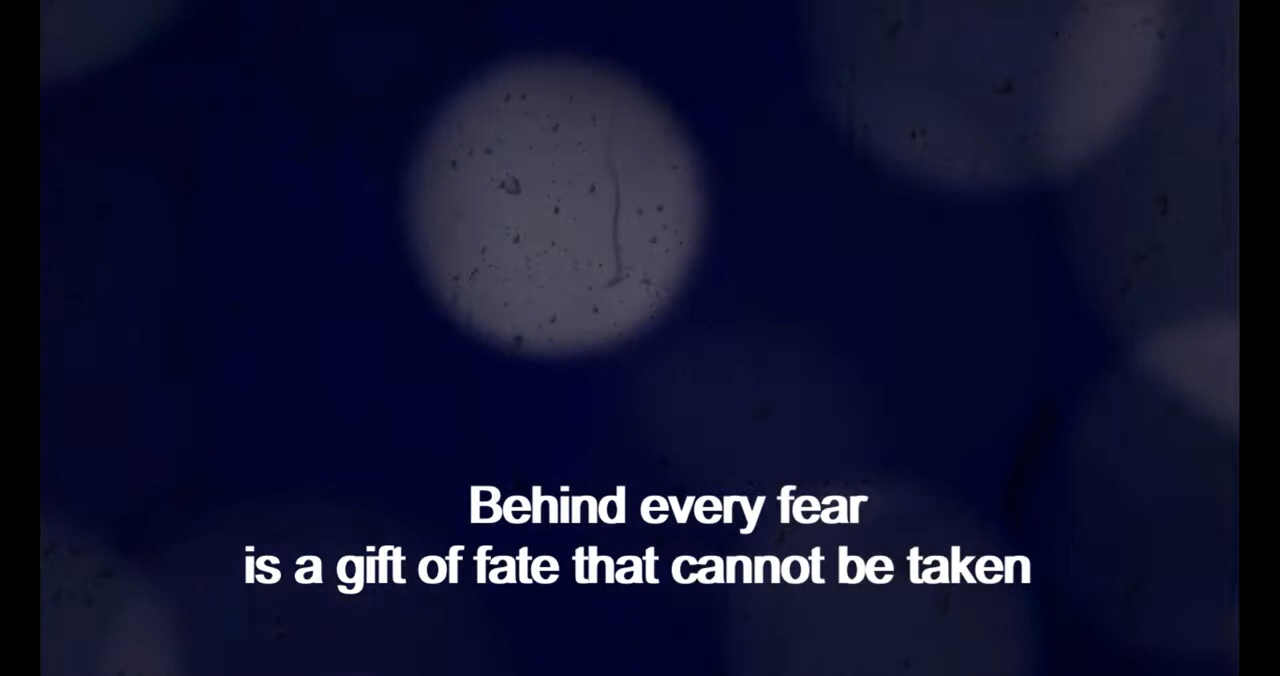 Behind every fear
is a gift of fate that cannot be taken